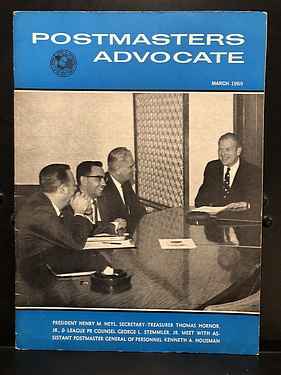 POSTMASTERS
ADVOCATE
MARCH 1969
PRESIDENT HENRY M. HEYL, SECRETARY-TREASURER THOMAS HORNOR,
JR., & LEAGUE PR COUNSEL GEORGE L. STEMMLER, JR. MEET WITH AS-
SISTANT POSTMASTER GENERAL OF PERSONNEL KENNETH A. HOUSMAN